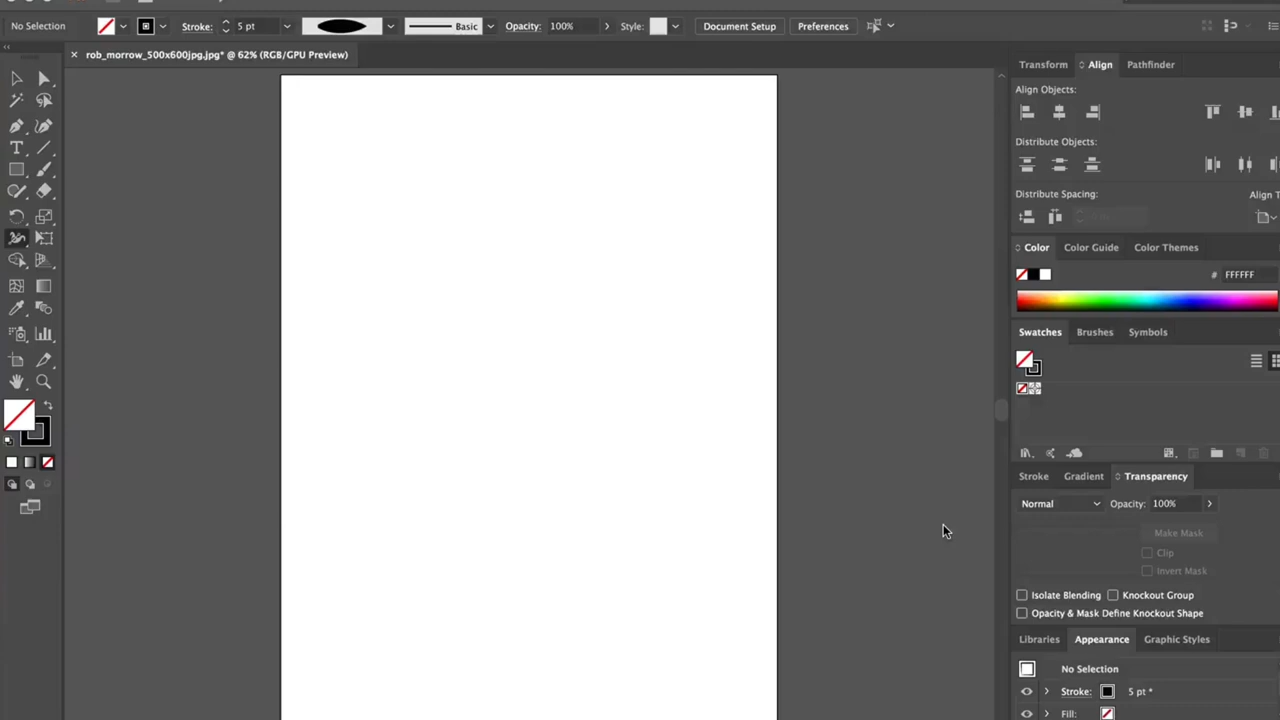 No Selection Stroke: 5 pt Basic Opacity: 100% Style: Document Setup Preferences
× rob_morrow_500x600jpg.jpg* @ 62% (RGB/GPU Preview)
Transform Align Pathfinder
Align Objects:
Distribute Objects:
Distribute Spacing: Align T
Color Color Guide Color Themes
# FFFFFF
Swatches Brushes Symbols
Stroke Gradient Transparency
Normal Opacity: 100%
Make Mask
Clip
Invert Mask
Isolate Blending Knockout Group
Opacity & Mask Define Knockout Shape
Libraries Appearance Graphic Styles
No Selection
Stroke: 5 pt *
Fill: